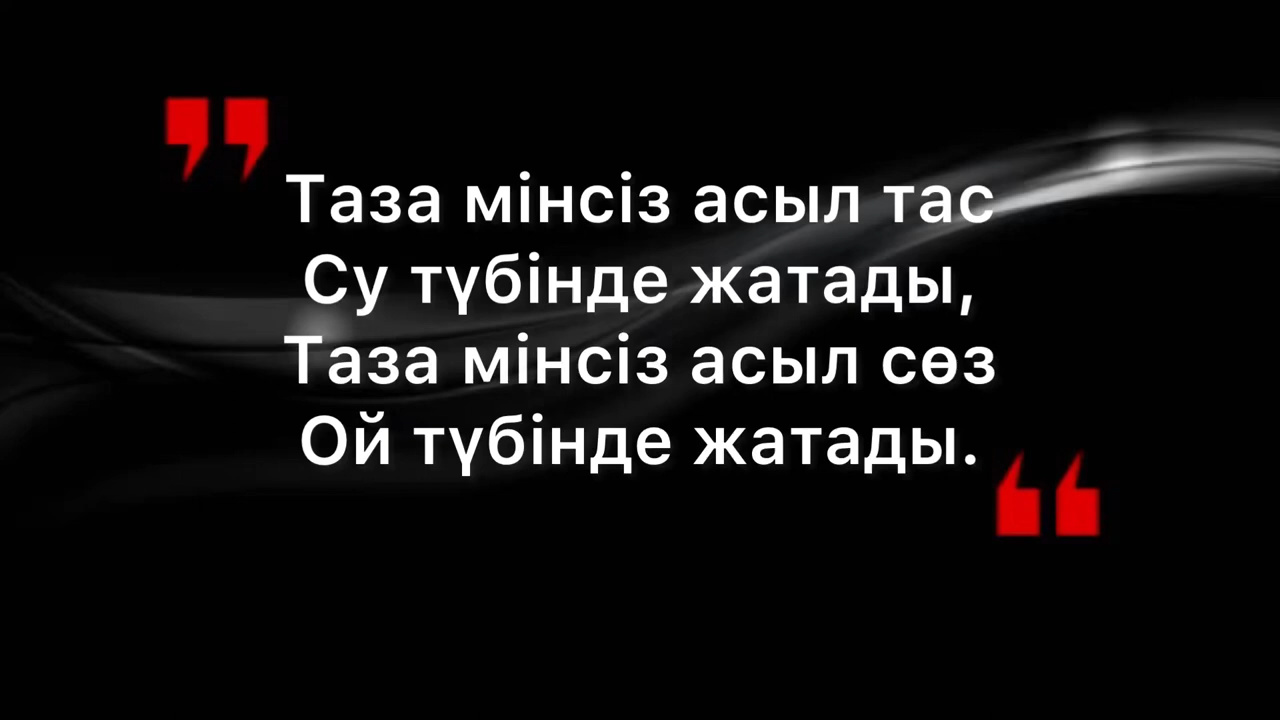 Таза мінсіз асыл тас
Су түбінде жатады,
Таза мінсіз асыл сөз
Ой түбінде жатады.